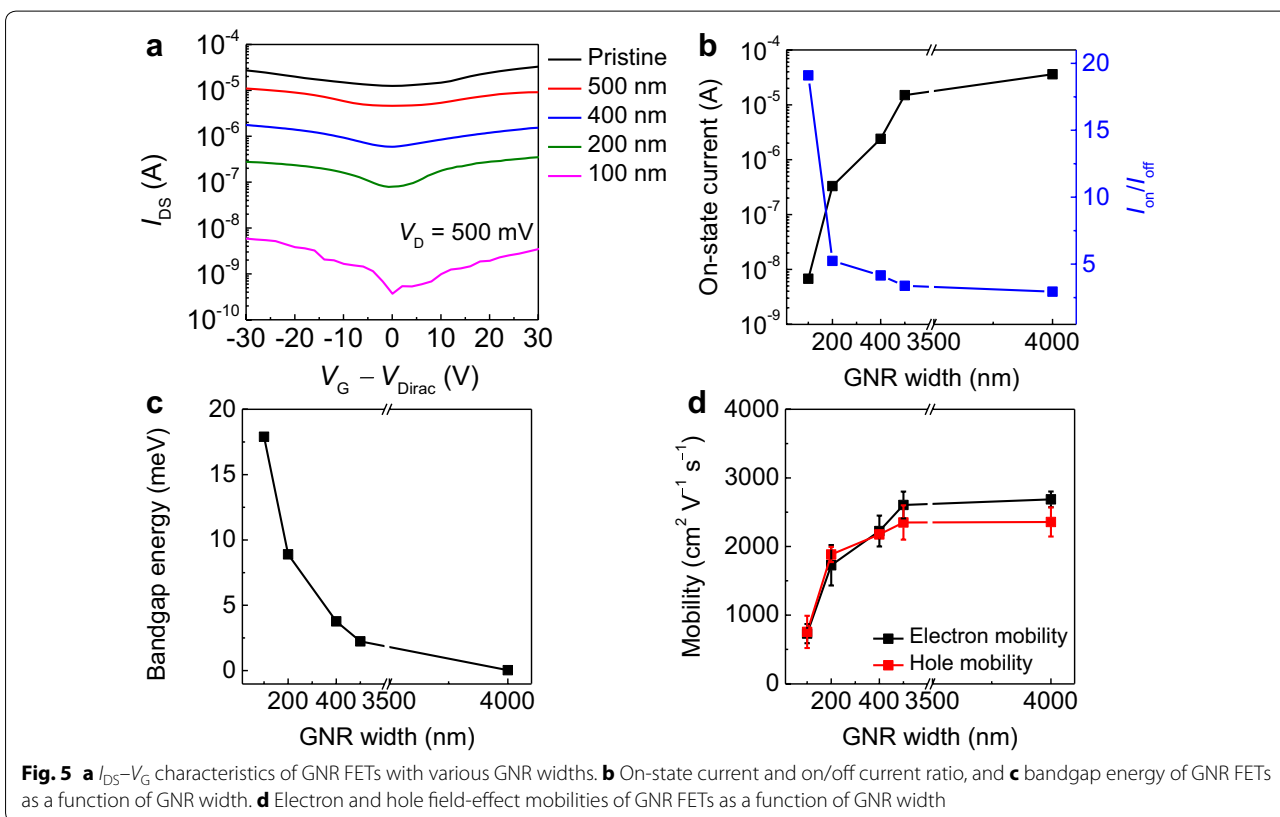 a
10⁻⁴
10⁻⁵
10⁻⁶
10⁻⁷
10⁻⁸
10⁻⁹
10⁻¹⁰
I_DS (A)
V_D = 500 mV
-30 -20 -10 0 10 20 30
V_G − V_Dirac (V)
Pristine
500 nm
400 nm
200 nm
100 nm
b
10⁻⁴
10⁻⁵
10⁻⁶
10⁻⁷
10⁻⁸
10⁻⁹
On-state current (A)
20
15
10
5
I_on/I_off
200 400 3500 4000
GNR width (nm)
c
20
15
10
5
0
Bandgap energy (meV)
200 400 3500 4000
GNR width (nm)
d
4000
3000
2000
1000
0
Mobility (cm² V⁻¹ s⁻¹)
Electron mobility
Hole mobility
200 400 3500 4000
GNR width (nm)
Fig. 5 a I_DS–V_G characteristics of GNR FETs with various GNR widths. b On-state current and on/off current ratio, and c bandgap energy of GNR FETs
as a function of GNR width. d Electron and hole field-effect mobilities of GNR FETs as a function of GNR width